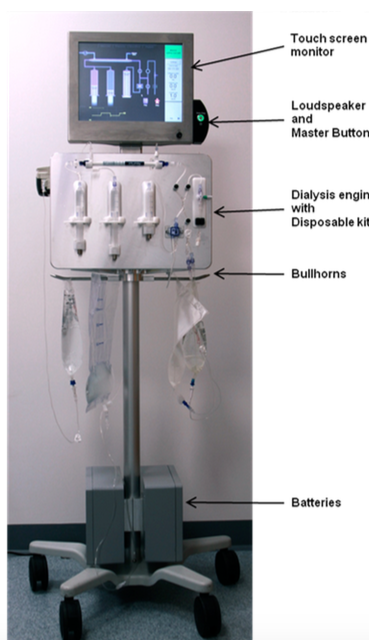 Touch screen
monitor
Loudspeaker
and
Master Button
Dialysis engin
with
Disposable kit
Bullhorns
Batteries